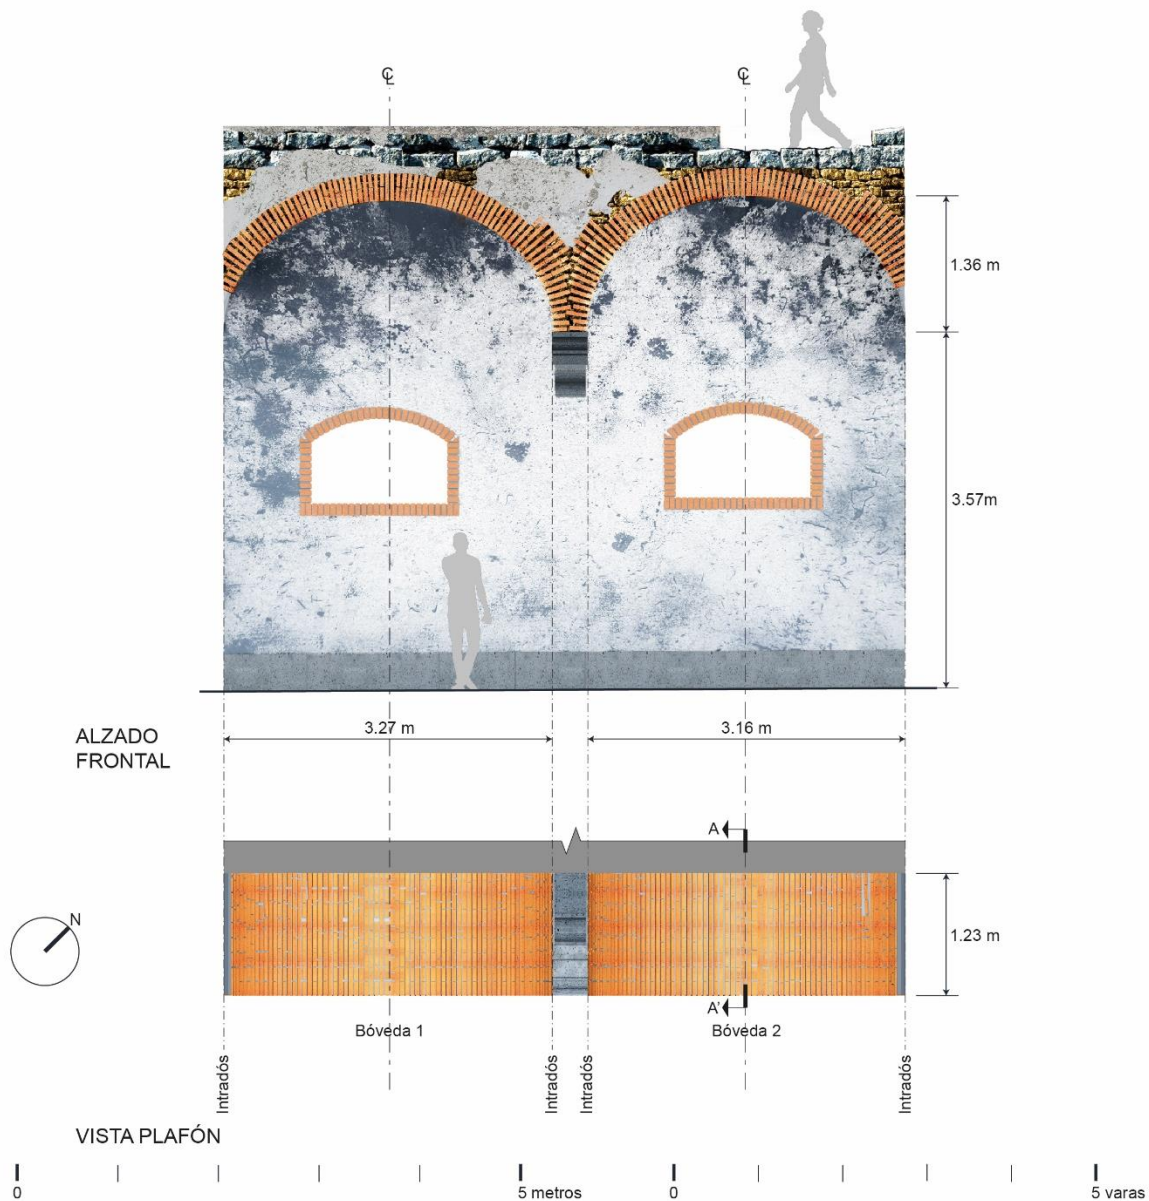 ℄ ℄
1.36 m
3.57m
ALZADO
FRONTAL
3.27 m
3.16 m
A
N
1.23 m
A'
Bóveda 1
Bóveda 2
Intradós
Intradós
Intradós
Intradós
VISTA PLAFÓN
0
5 metros
0
5 varas